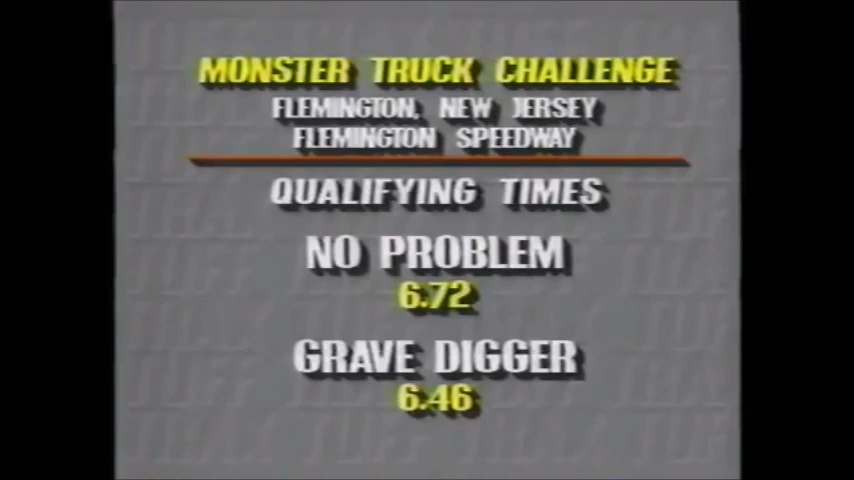 MONSTER TRUCK CHALLENGE
FLEMINGTON, NEW JERSEY
FLEMINGTON SPEEDWAY
QUALIFYING TIMES
NO PROBLEM
6.72
GRAVE DIGGER
6.46